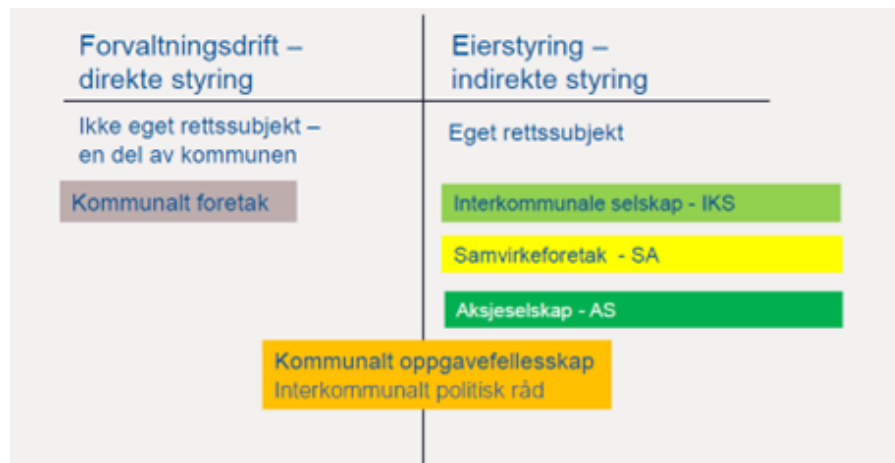 Forvaltningsdrift –
direkte styring
Eierstyring –
indirekte styring
Ikke eget rettssubjekt –
en del av kommunen
Eget rettssubjekt
Kommunalt foretak
Interkommunale selskap - IKS
Samvirkeforetak - SA
Aksjeselskap - AS
Kommunalt oppgavefellesskap
Interkommunalt politisk råd